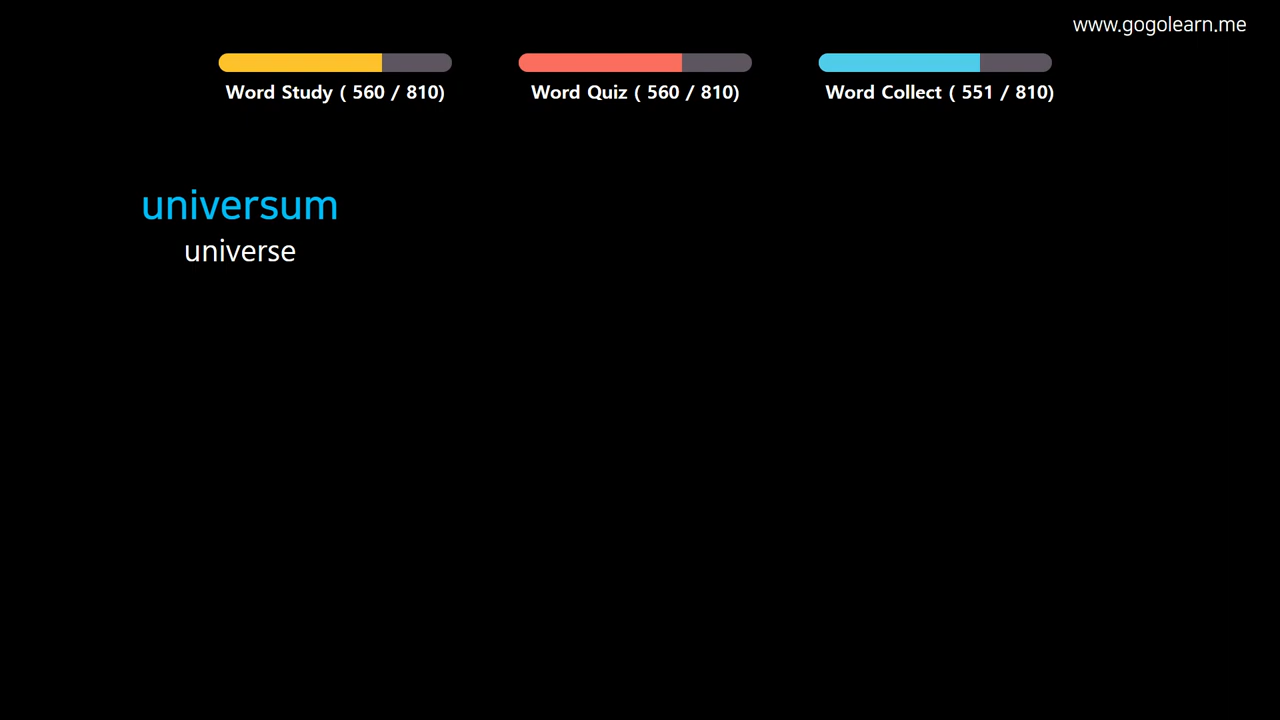 www.gogolearn.me
Word Study ( 560 / 810)
Word Quiz ( 560 / 810)
Word Collect ( 551 / 810)
universum
universe